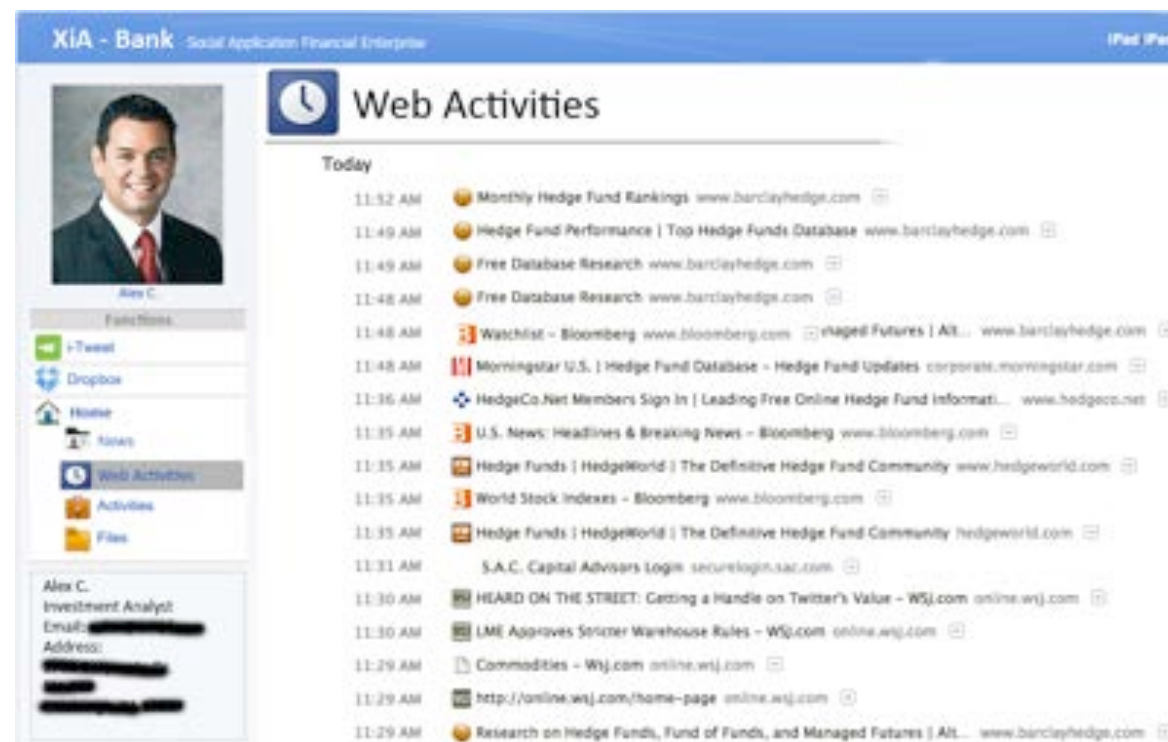 XiA - Bank Social Application Financial Enterprise
iPad
Web Activities
Alex C.
Functions
i-Tweet
Dropbox
Home
News
Web Activities
Activities
Files
Alex C.
Investment Analyst
Email:
Address:
Today
11:52 AM Monthly Hedge Fund Rankings www.barclayhedge.com
11:49 AM Hedge Fund Performance | Top Hedge Funds Database www.barclayhedge.com
11:49 AM Free Database Research www.barclayhedge.com
11:48 AM Free Database Research www.barclayhedge.com
11:48 AM Watchlist – Bloomberg www.bloomberg.com naged Futures | Alt... www.barclayhedge.com
11:48 AM Morningstar U.S. | Hedge Fund Database – Hedge Fund Updates corporate.morningstar.com
11:36 AM HedgeCo.Net Members Sign In | Leading Free Online Hedge Fund Informati... www.hedgeco.net
11:35 AM U.S. News: Headlines & Breaking News – Bloomberg www.bloomberg.com
11:35 AM Hedge Funds | HedgeWorld | The Definitive Hedge Fund Community www.hedgeworld.com
11:35 AM World Stock Indexes – Bloomberg www.bloomberg.com
11:35 AM Hedge Funds | HedgeWorld | The Definitive Hedge Fund Community hedgeworld.com
11:31 AM S.A.C. Capital Advisors Login securelogin.sac.com
11:30 AM HEARD ON THE STREET: Getting a Handle on Twitter's Value – WSJ.com online.wsj.com
11:30 AM LME Approves Stricter Warehouse Rules – WSJ.com online.wsj.com
11:29 AM Commodities – Wsj.com online.wsj.com
11:29 AM http://online.wsj.com/home-page online.wsj.com
11:29 AM Research on Hedge Funds, Fund of Funds, and Managed Futures | Alt... www.barclayhedge.com